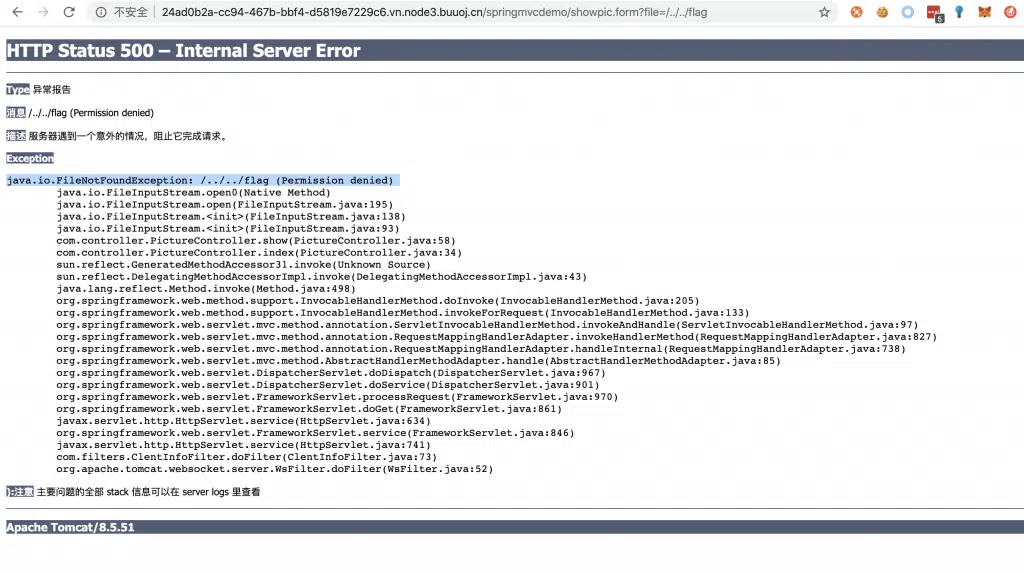 不安全 24ad0b2a-cc94-467b-bbf4-d5819e7229c6.vn.node3.buuoj.cn/springmvcdemo/showpic.form?file=/../../flag
5
HTTP Status 500 – Internal Server Error
Type 异常报告
消息 /../../flag (Permission denied)
描述 服务器遇到一个意外的情况，阻止它完成请求。
Exception
java.io.FileNotFoundException: /../../flag (Permission denied)
java.io.FileInputStream.open0(Native Method)
java.io.FileInputStream.open(FileInputStream.java:195)
java.io.FileInputStream.<init>(FileInputStream.java:138)
java.io.FileInputStream.<init>(FileInputStream.java:93)
com.controller.PictureController.show(PictureController.java:58)
com.controller.PictureController.index(PictureController.java:34)
sun.reflect.GeneratedMethodAccessor31.invoke(Unknown Source)
sun.reflect.DelegatingMethodAccessorImpl.invoke(DelegatingMethodAccessorImpl.java:43)
java.lang.reflect.Method.invoke(Method.java:498)
org.springframework.web.method.support.InvocableHandlerMethod.doInvoke(InvocableHandlerMethod.java:205)
org.springframework.web.method.support.InvocableHandlerMethod.invokeForRequest(InvocableHandlerMethod.java:133)
org.springframework.web.servlet.mvc.method.annotation.ServletInvocableHandlerMethod.invokeAndHandle(ServletInvocableHandlerMethod.java:97)
org.springframework.web.servlet.mvc.method.annotation.RequestMappingHandlerAdapter.invokeHandlerMethod(RequestMappingHandlerAdapter.java:827)
org.springframework.web.servlet.mvc.method.annotation.RequestMappingHandlerAdapter.handleInternal(RequestMappingHandlerAdapter.java:738)
org.springframework.web.servlet.mvc.method.AbstractHandlerMethodAdapter.handle(AbstractHandlerMethodAdapter.java:85)
org.springframework.web.servlet.DispatcherServlet.doDispatch(DispatcherServlet.java:967)
org.springframework.web.servlet.DispatcherServlet.doService(DispatcherServlet.java:901)
org.springframework.web.servlet.FrameworkServlet.processRequest(FrameworkServlet.java:970)
org.springframework.web.servlet.FrameworkServlet.doGet(FrameworkServlet.java:861)
javax.servlet.http.HttpServlet.service(HttpServlet.java:634)
org.springframework.web.servlet.FrameworkServlet.service(FrameworkServlet.java:846)
javax.servlet.http.HttpServlet.service(HttpServlet.java:741)
com.filters.ClentInfoFilter.doFilter(ClentInfoFilter.java:73)
org.apache.tomcat.websocket.server.WsFilter.doFilter(WsFilter.java:52)
):注意 主要问题的全部 stack 信息可以在 server logs 里查看
Apache Tomcat/8.5.51